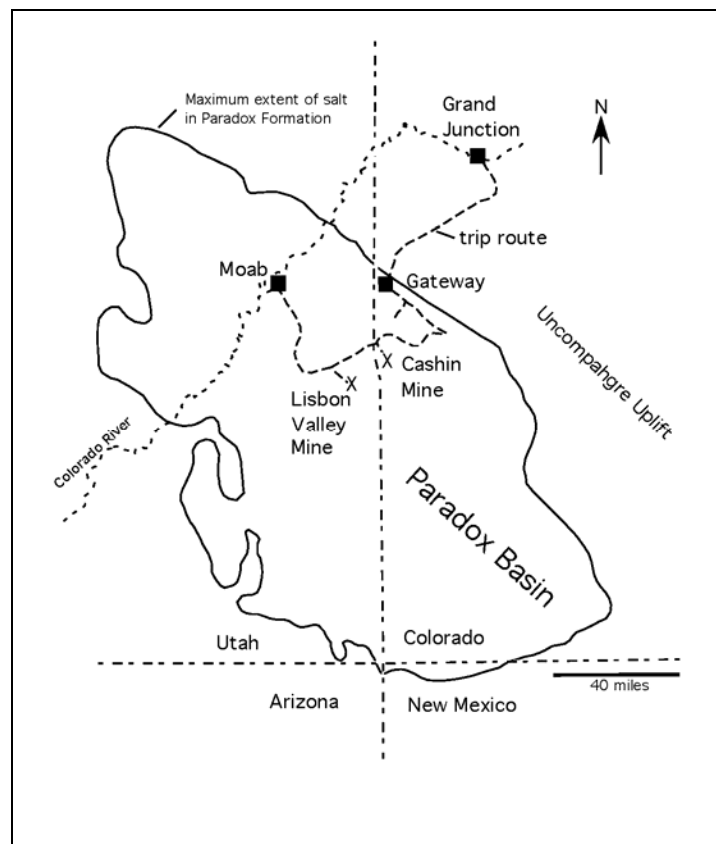 Maximum extent of salt
in Paradox Formation
Grand
Junction
N
trip route
Moab
Gateway
Uncompahgre Uplift
Cashin
Mine
Lisbon
Valley
Mine
X
X
Colorado River
Paradox Basin
Utah
Colorado
40 miles
Arizona
New Mexico